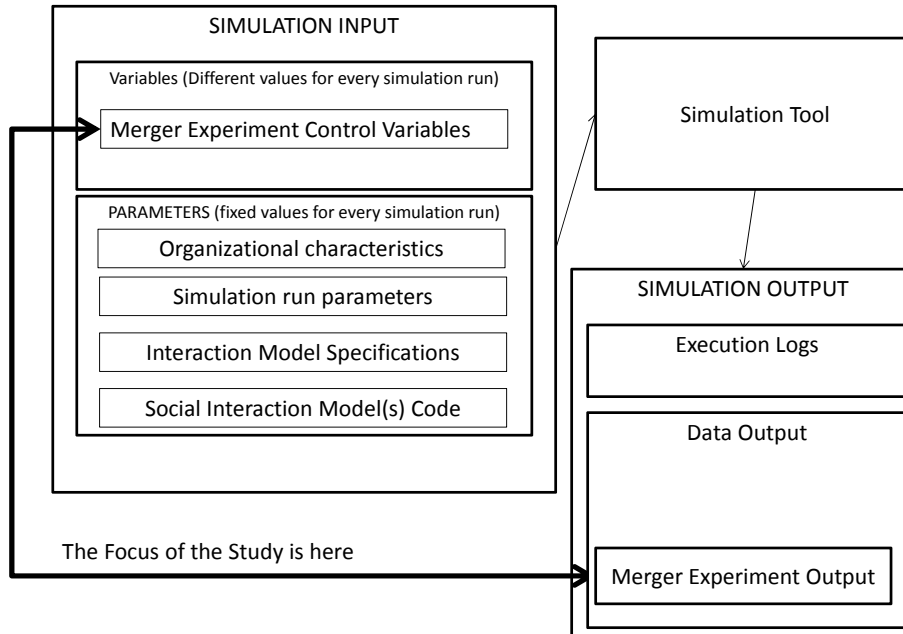 SIMULATION INPUT
Variables (Different values for every simulation run)
Merger Experiment Control Variables
PARAMETERS (fixed values for every simulation run)
Organizational characteristics
Simulation run parameters
Interaction Model Specifications
Social Interaction Model(s) Code
Simulation Tool
SIMULATION OUTPUT
Execution Logs
Data Output
Merger Experiment Output
The Focus of the Study is here